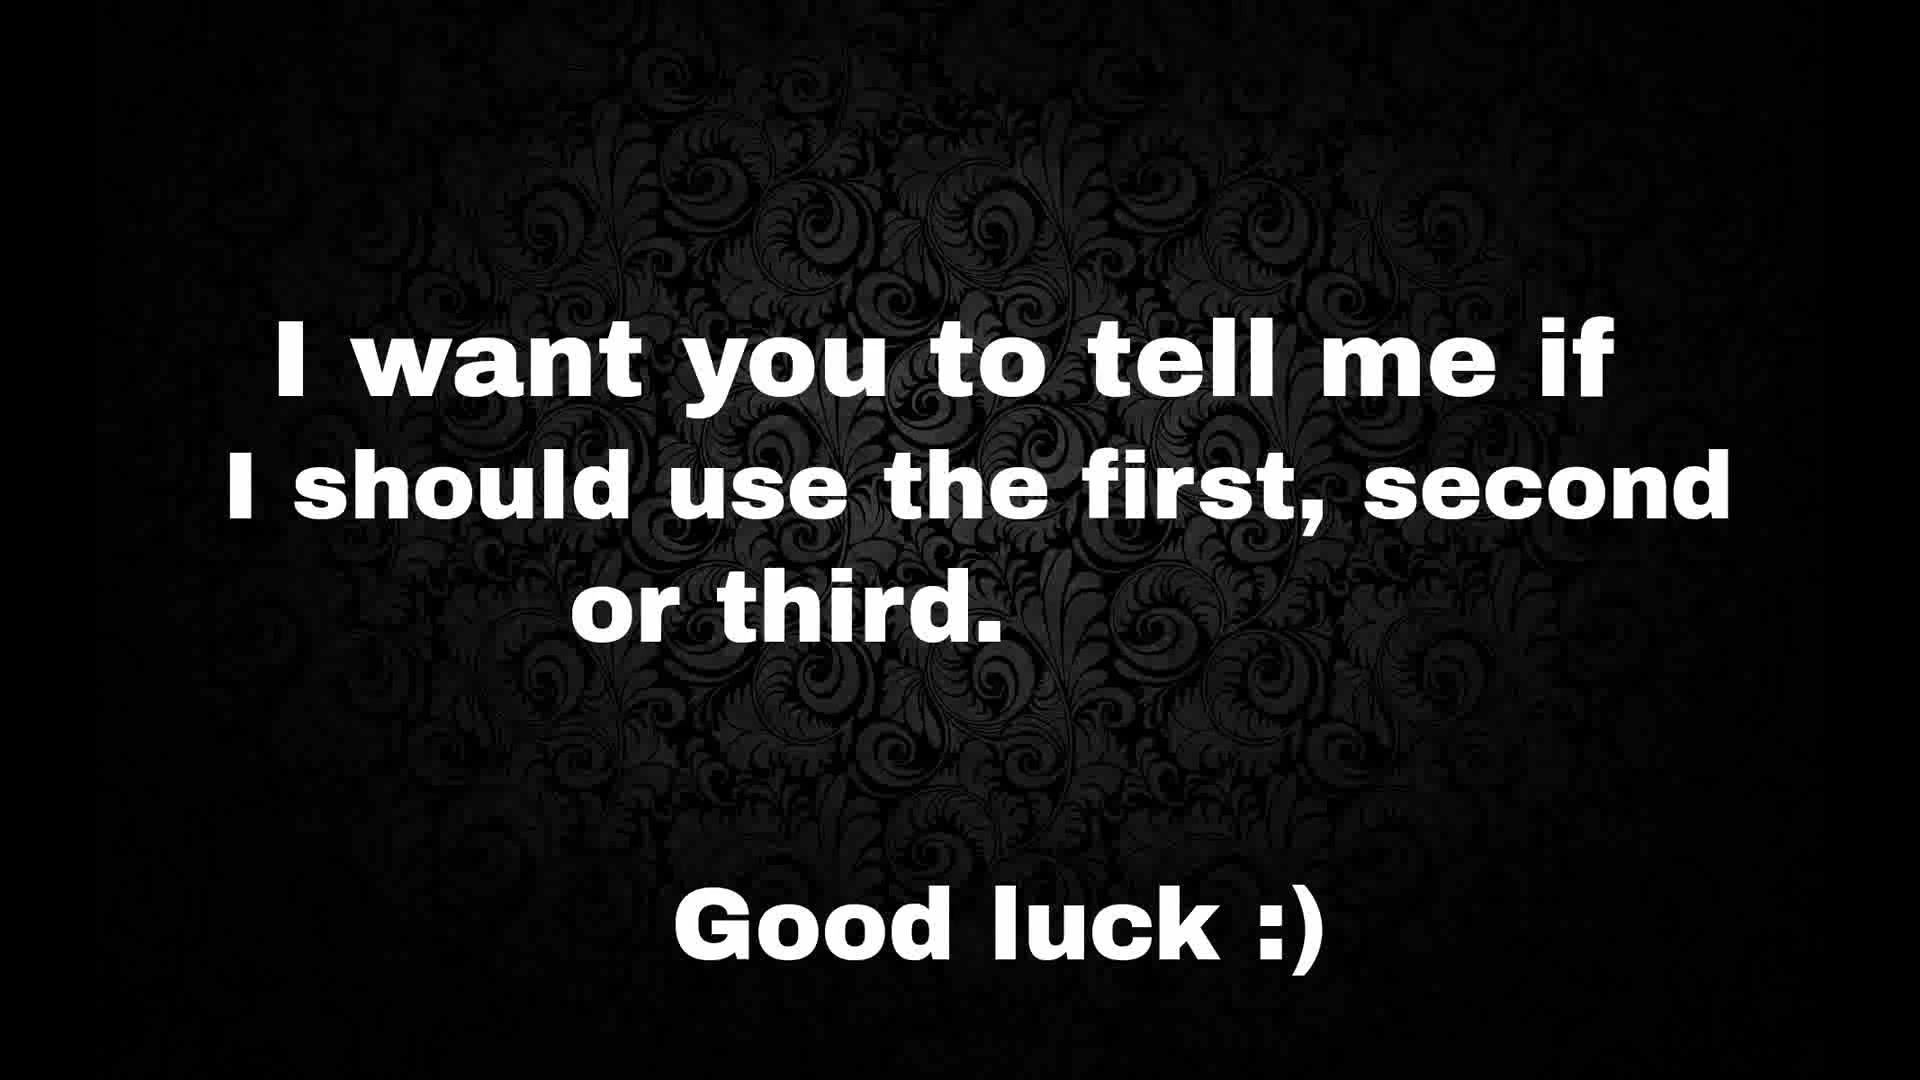 I want you to tell me if
I should use the first, second
or third.
Good luck :)